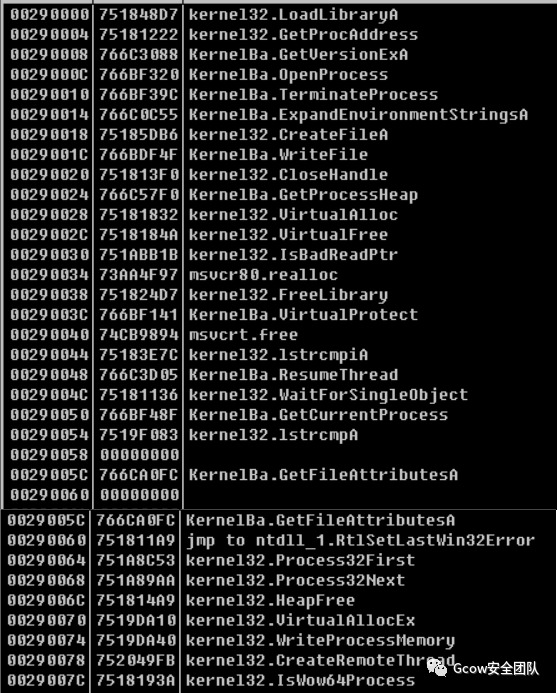 00290000 751848D7 kernel32.LoadLibraryA
00290004 75181222 kernel32.GetProcAddress
00290008 766C3088 KernelBa.GetVersionExA
0029000C 766BF320 KernelBa.OpenProcess
00290010 766BF39C KernelBa.TerminateProcess
00290014 766C0C55 KernelBa.ExpandEnvironmentStringsA
00290018 75185DB6 kernel32.CreateFileA
0029001C 766BDF4F KernelBa.WriteFile
00290020 751813F0 kernel32.CloseHandle
00290024 766C57F0 KernelBa.GetProcessHeap
00290028 75181832 kernel32.VirtualAlloc
0029002C 7518184A kernel32.VirtualFree
00290030 751ABB1B kernel32.IsBadReadPtr
00290034 73AA4F97 msvcr80.realloc
00290038 751824D7 kernel32.FreeLibrary
0029003C 766BF141 KernelBa.VirtualProtect
00290040 74CB9894 msvcrt.free
00290044 75183E7C kernel32.lstrcmpiA
00290048 766C3D05 KernelBa.ResumeThread
0029004C 75181136 kernel32.WaitForSingleObject
00290050 766BF48F KernelBa.GetCurrentProcess
00290054 7519F083 kernel32.lstrcmpA
00290058 00000000
0029005C 766CA0FC KernelBa.GetFileAttributesA
00290060 00000000
0029005C 766CA0FC KernelBa.GetFileAttributesA
00290060 751811A9 jmp to ntdll_1.RtlSetLastWin32Error
00290064 751A8C53 kernel32.Process32First
00290068 751A89AA kernel32.Process32Next
0029006C 751814A9 kernel32.HeapFree
00290070 7519DA10 kernel32.VirtualAllocEx
00290074 7519DA40 kernel32.WriteProcessMemory
00290078 752049FB kernel32.CreateRemoteThread
0029007C 7518193A kernel32.IsWow64Process
Gcow安全团队